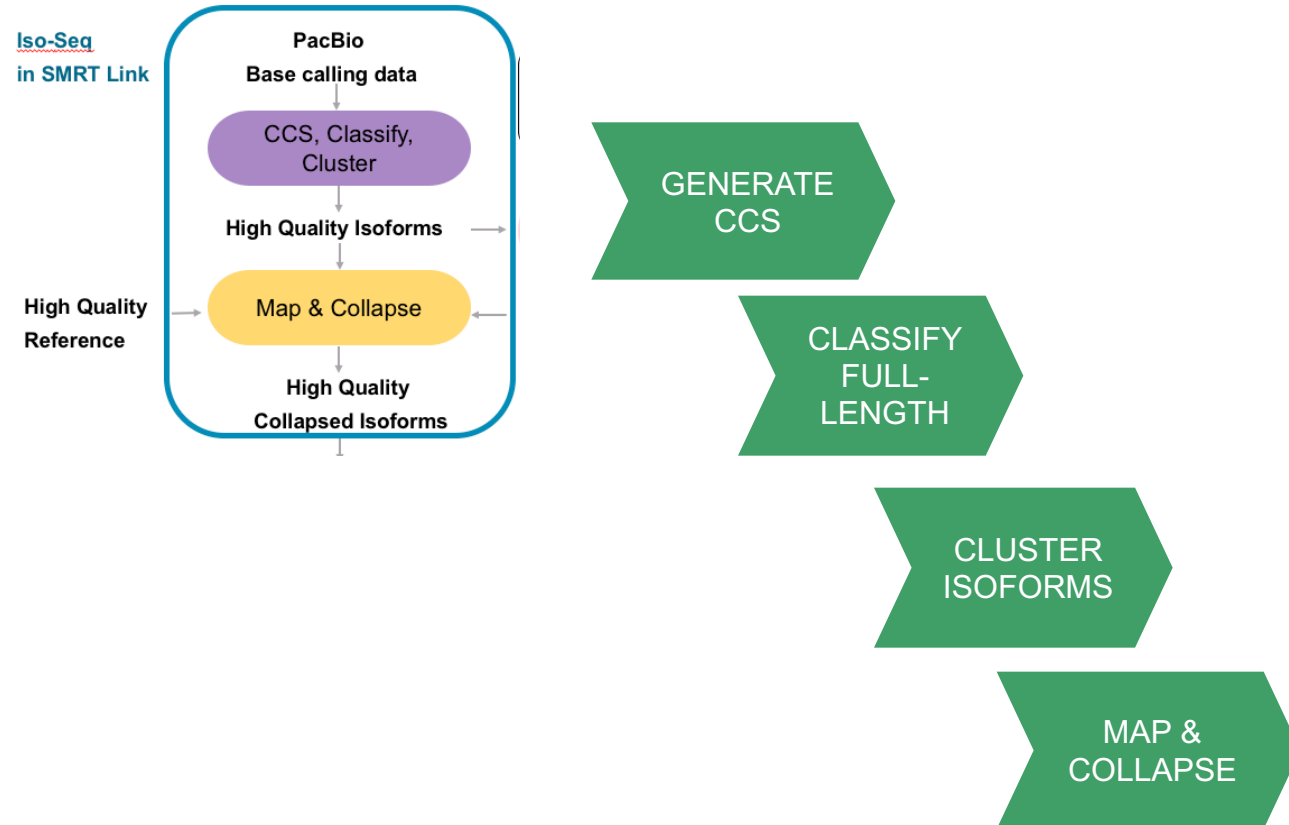 Iso-Seq
in SMRT Link
PacBio
Base calling data
CCS, Classify,
Cluster
High Quality Isoforms
High Quality
Reference
Map & Collapse
High Quality
Collapsed Isoforms
GENERATE
CCS
CLASSIFY
FULL-
LENGTH
CLUSTER
ISOFORMS
MAP &
COLLAPSE